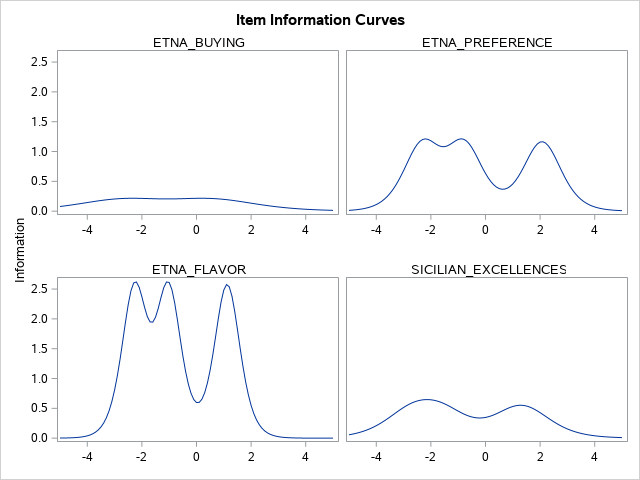 Item Information Curves
ETNA_BUYING
ETNA_PREFERENCE
2.5
2.0
1.5
1.0
0.5
0.0
-4 -2 0 2 4
-4 -2 0 2 4
Information
ETNA_FLAVOR
SICILIAN_EXCELLENCES
2.5
2.0
1.5
1.0
0.5
0.0
-4 -2 0 2 4
-4 -2 0 2 4